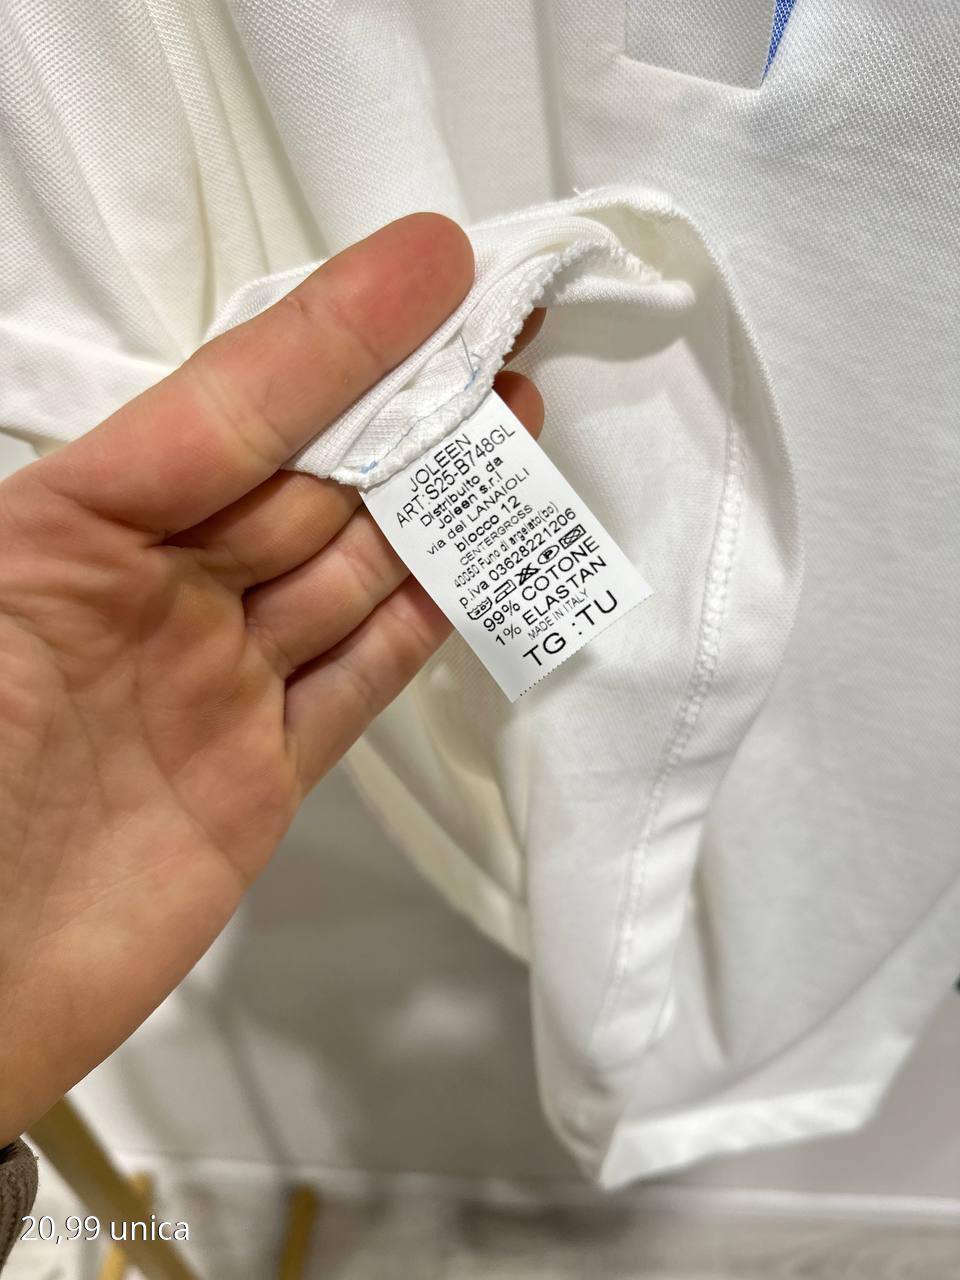 JOLEEN
ART:S25-B748GL
Distribuito da
Joleen s.r.l
via dei LANAIOLI
blocco 12
CENTERGROSS
40050 Funo di argelato(bo)
p.iva 03628221206
99% COTONE
1% ELASTAN
MADE IN ITALY
TG :TU
20,99 unica